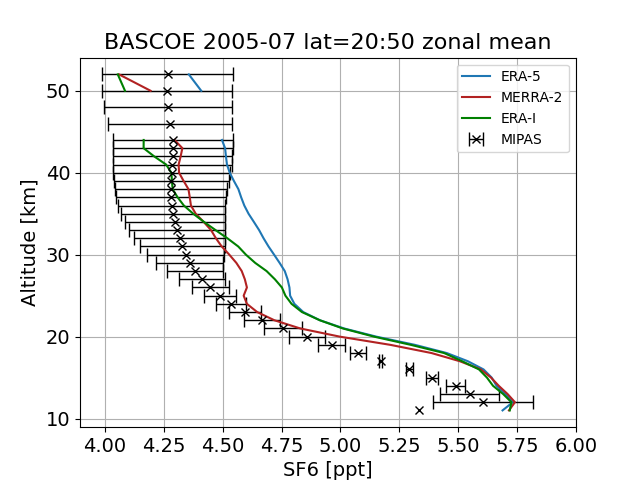 BASCOE 2005-07 lat=20:50 zonal mean
ERA-5
MERRA-2
ERA-I
MIPAS
Altitude [km]
50
40
30
20
10
4.00 4.25 4.50 4.75 5.00 5.25 5.50 5.75 6.00
SF6 [ppt]